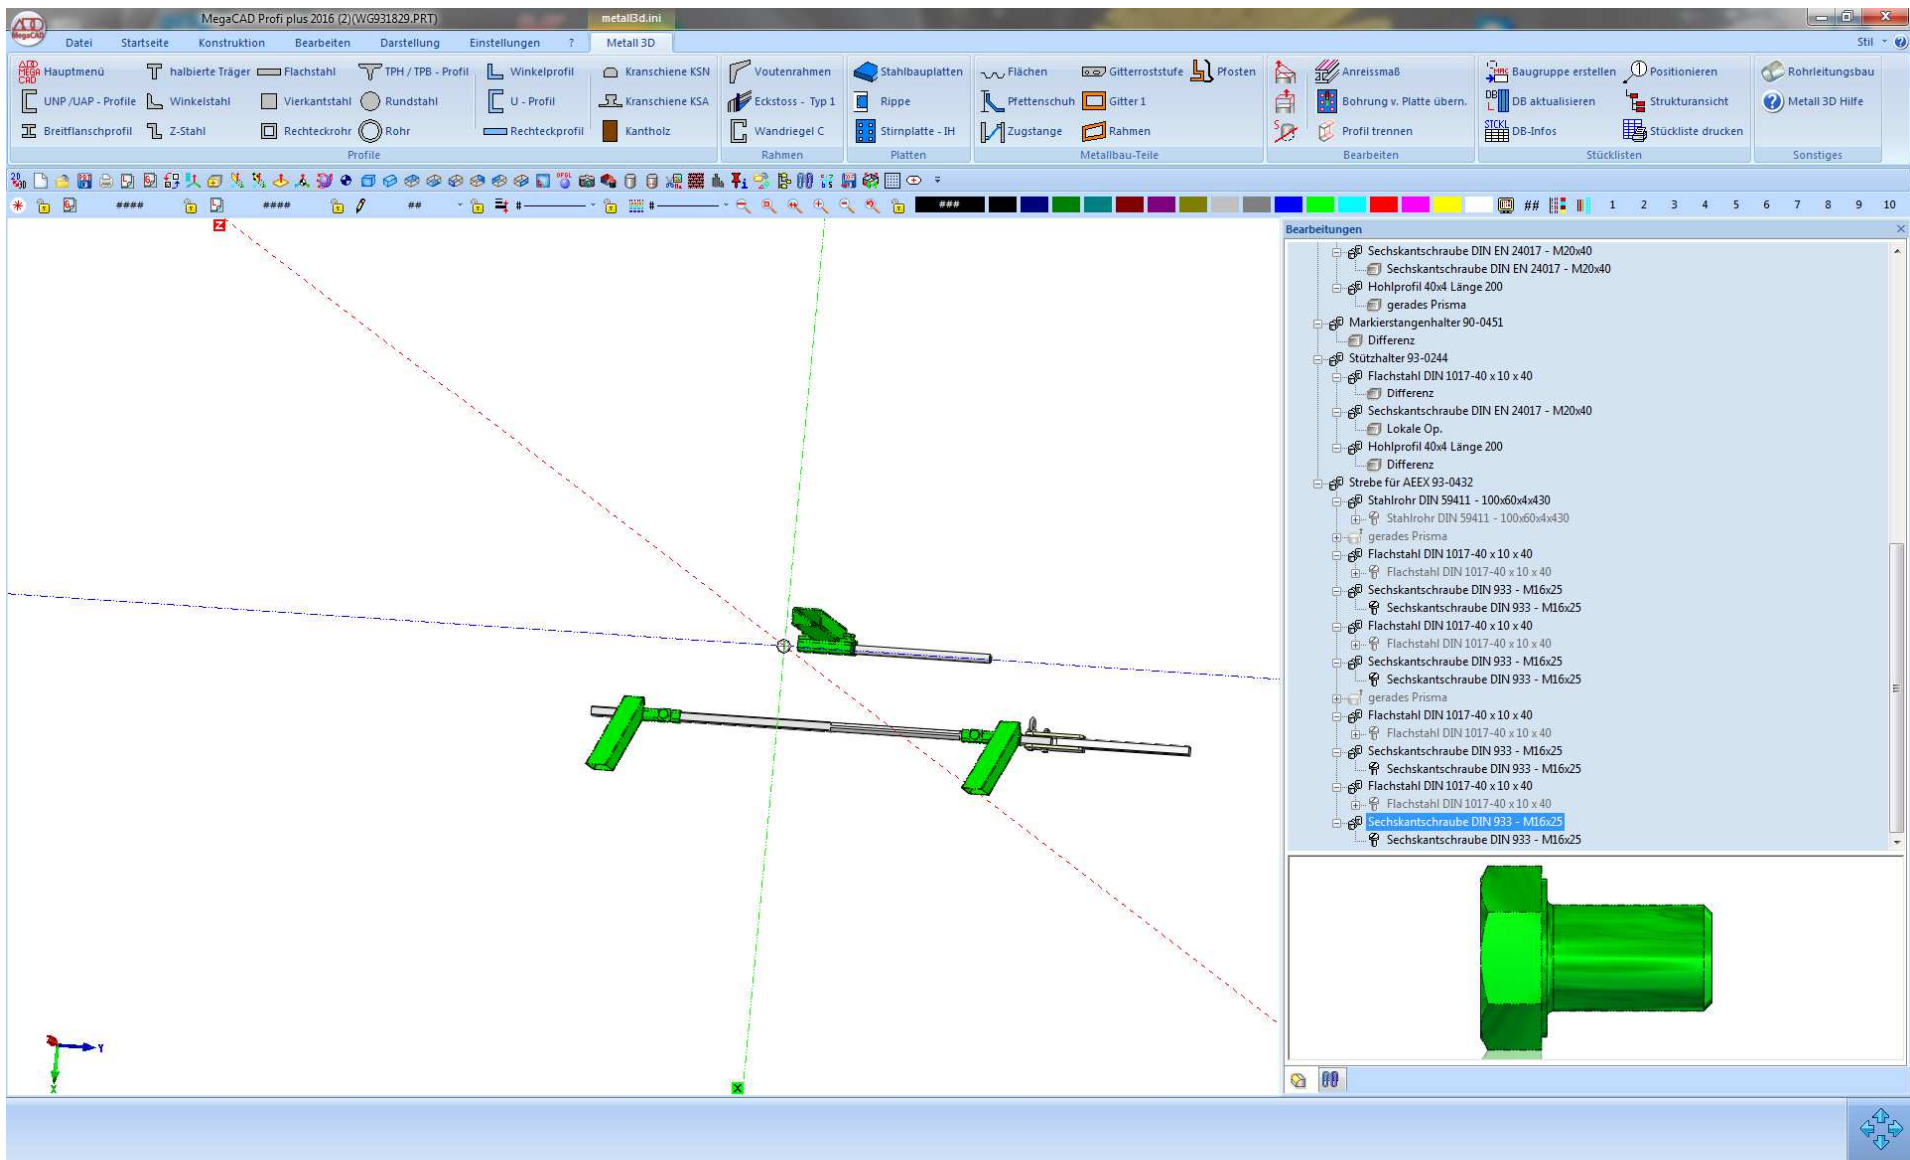 MegaCAD Profi plus 2016 (2)(WG931829.PRT)
metall3d.ini
MegaCAD
Datei Startseite Konstruktion Bearbeiten Darstellung Einstellungen ? Metall 3D
Stil
Hauptmenü halbierte Träger Flachstahl TPH / TPB - Profil Winkelprofil Kranschiene KSN Voutenrahmen Stahlbauplatten Flächen Gitterroststufe Pfosten Anreissmaß Baugruppe erstellen Positionieren Rohrleitungsbau
UNP /UAP - Profile Winkelstahl Vierkantstahl Rundstahl U - Profil Kranschiene KSA Eckstoss - Typ 1 Rippe Pfettenschuh Gitter 1 Bohrung v. Platte übern. DB aktualisieren Strukturansicht Metall 3D Hilfe
Breitflanschprofil Z-Stahl Rechteckrohr Rohr Rechteckprofil Kantholz Wandriegel C Stirnplatte - IH Zugstange Rahmen Profil trennen DB-Infos Stückliste drucken
Profile Rahmen Platten Metallbau-Teile Bearbeiten Stücklisten Sonstiges
#### #### ## # # ### ## 1 2 3 4 5 6 7 8 9 10
Z
X
Y
X
Bearbeitungen
Sechskantschraube DIN EN 24017 - M20x40
Sechskantschraube DIN EN 24017 - M20x40
Hohlprofil 40x4 Länge 200
gerades Prisma
Markierstangenhalter 90-0451
Differenz
Stützhalter 93-0244
Flachstahl DIN 1017-40 x 10 x 40
Differenz
Sechskantschraube DIN EN 24017 - M20x40
Lokale Op.
Hohlprofil 40x4 Länge 200
Differenz
Strebe für AEEX 93-0432
Stahlrohr DIN 59411 - 100x60x4x430
Stahlrohr DIN 59411 - 100x60x4x430
gerades Prisma
Flachstahl DIN 1017-40 x 10 x 40
Flachstahl DIN 1017-40 x 10 x 40
Sechskantschraube DIN 933 - M16x25
Sechskantschraube DIN 933 - M16x25
Flachstahl DIN 1017-40 x 10 x 40
Flachstahl DIN 1017-40 x 10 x 40
Sechskantschraube DIN 933 - M16x25
Sechskantschraube DIN 933 - M16x25
gerades Prisma
Flachstahl DIN 1017-40 x 10 x 40
Flachstahl DIN 1017-40 x 10 x 40
Sechskantschraube DIN 933 - M16x25
Sechskantschraube DIN 933 - M16x25
Flachstahl DIN 1017-40 x 10 x 40
Flachstahl DIN 1017-40 x 10 x 40
Sechskantschraube DIN 933 - M16x25
Sechskantschraube DIN 933 - M16x25